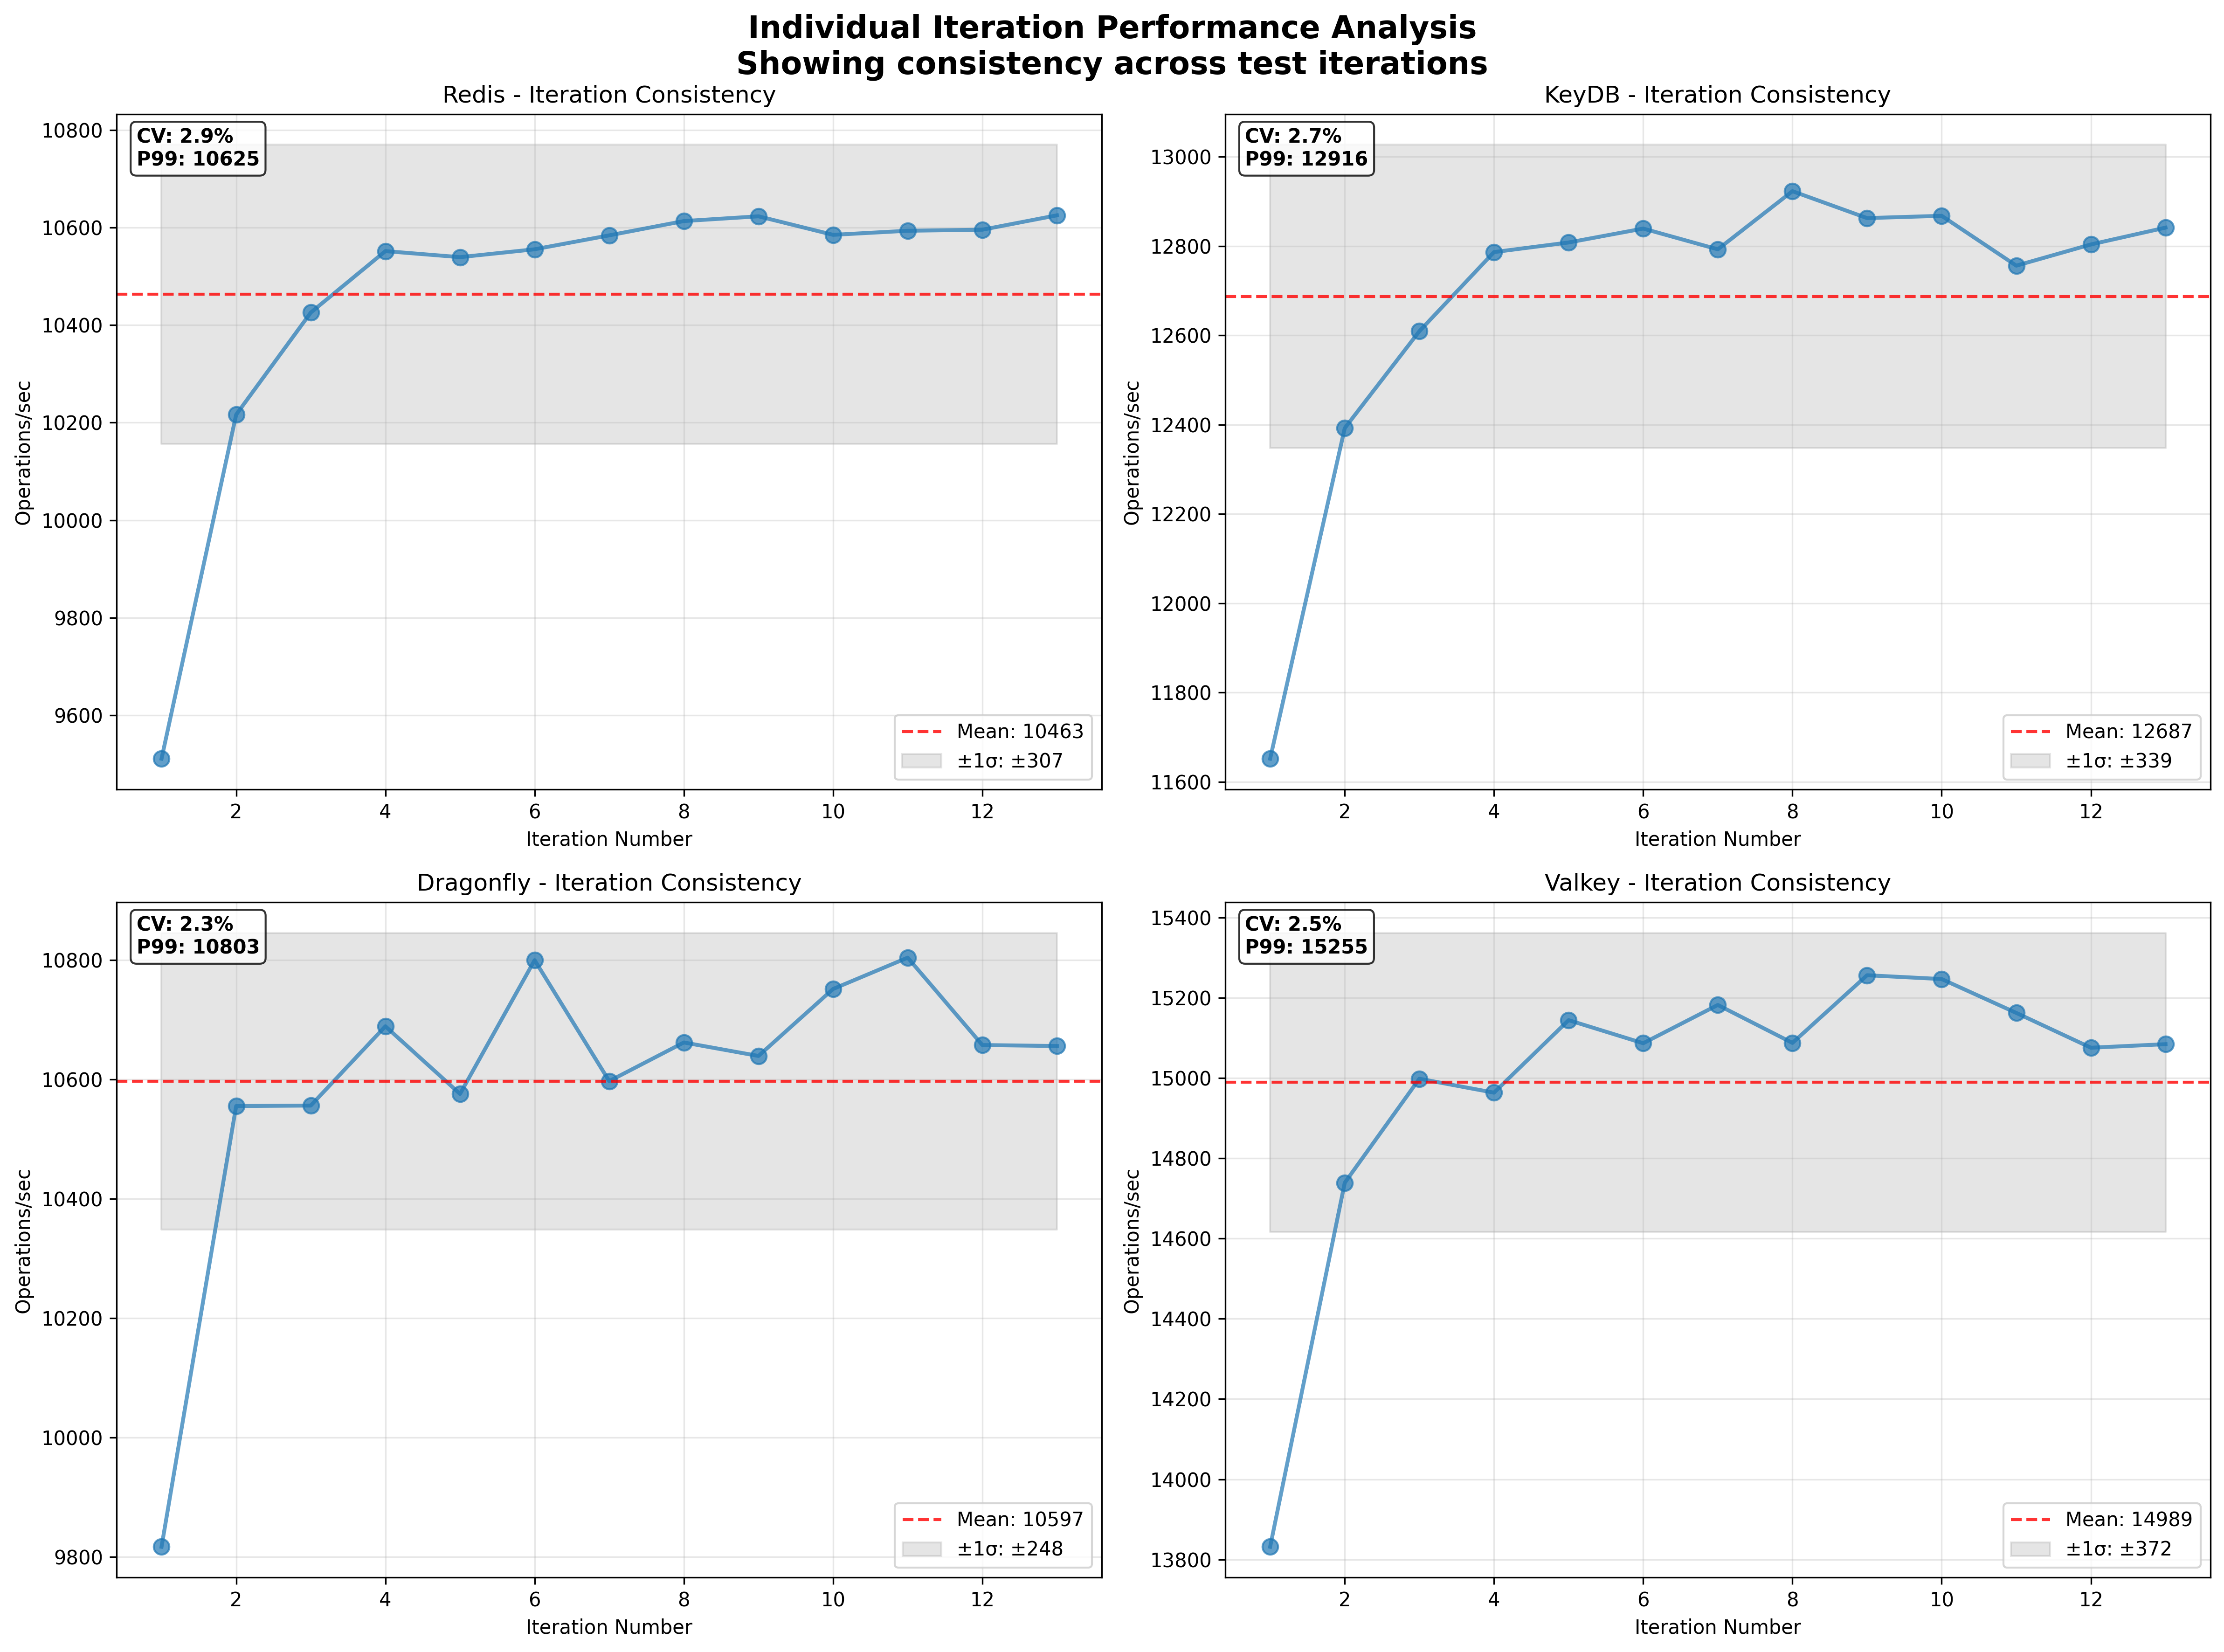 Individual Iteration Performance Analysis
Showing consistency across test iterations
Redis - Iteration Consistency
CV: 2.9%
P99: 10625
10800
10600
10400
10200
10000
9800
9600
Operations/sec
Mean: 10463
±1σ: ±307
2 4 6 8 10 12
Iteration Number
KeyDB - Iteration Consistency
CV: 2.7%
P99: 12916
13000
12800
12600
12400
12200
12000
11800
11600
Operations/sec
Mean: 12687
±1σ: ±339
2 4 6 8 10 12
Iteration Number
Dragonfly - Iteration Consistency
CV: 2.3%
P99: 10803
10800
10600
10400
10200
10000
9800
Operations/sec
Mean: 10597
±1σ: ±248
2 4 6 8 10 12
Iteration Number
Valkey - Iteration Consistency
CV: 2.5%
P99: 15255
15400
15200
15000
14800
14600
14400
14200
14000
13800
Operations/sec
Mean: 14989
±1σ: ±372
2 4 6 8 10 12
Iteration Number